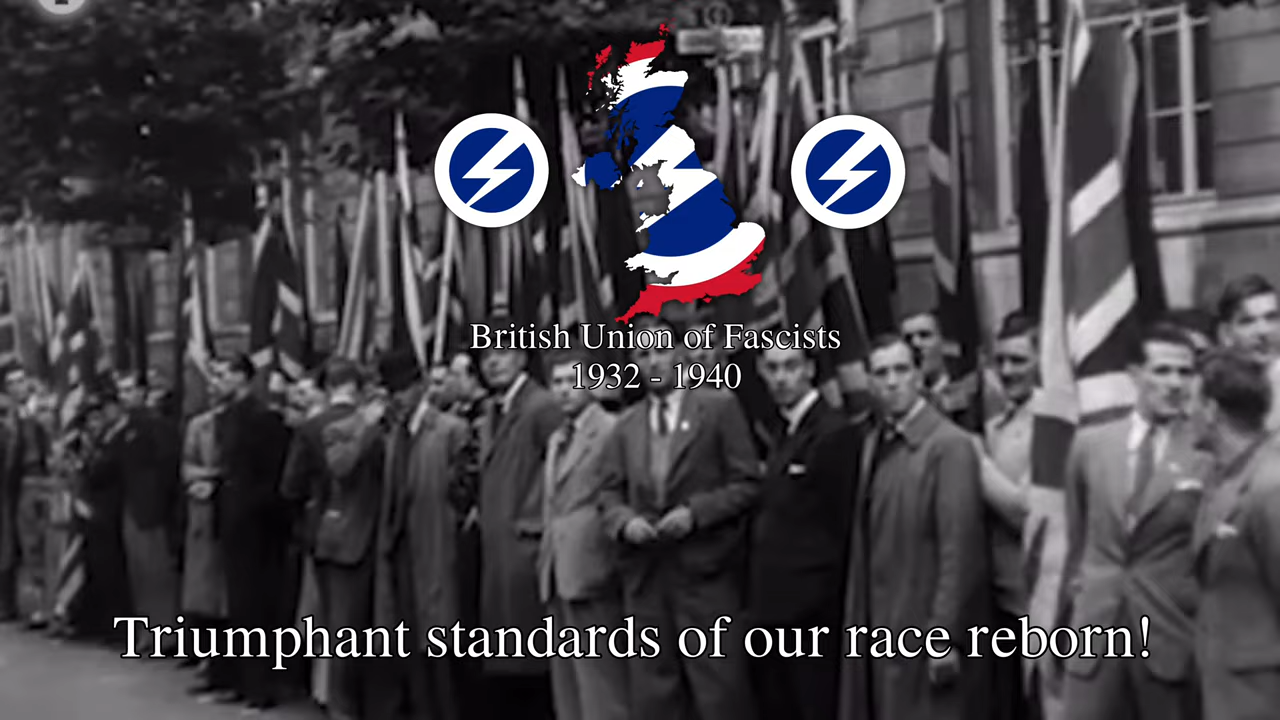 British Union of Fascists
1932 - 1940
Triumphant standards of our race reborn!